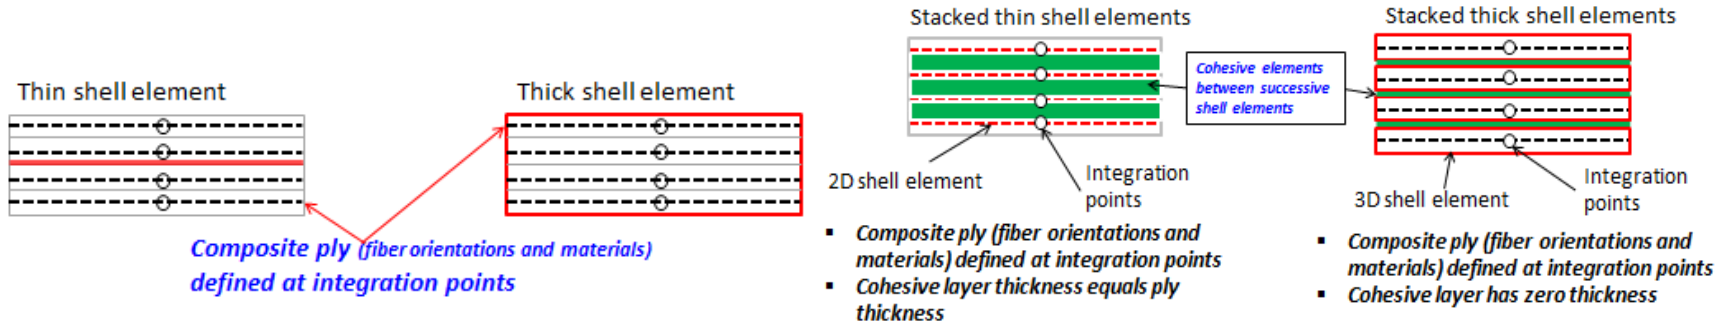 Thin shell element
Thick shell element
Composite ply (fiber orientations and materials)
defined at integration points
Stacked thin shell elements
Cohesive elements
between successive
shell elements
2D shell element
Integration
points
▪ Composite ply (fiber orientations and
materials) defined at integration points
▪ Cohesive layer thickness equals ply
thickness
Stacked thick shell elements
3D shell element
Integration
points
▪ Composite ply (fiber orientations and
materials) defined at integration points
▪ Cohesive layer has zero thickness